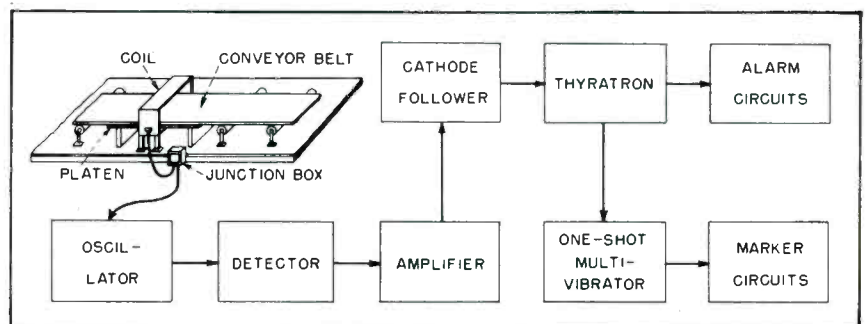 COIL
CONVEYOR BELT
PLATEN
JUNCTION BOX
CATHODE
FOLLOWER
THYRATRON
ALARM
CIRCUITS
OSCIL-
LATOR
DETECTOR
AMPLIFIER
ONE-SHOT
MULTI-
VIBRATOR
MARKER
CIRCUITS